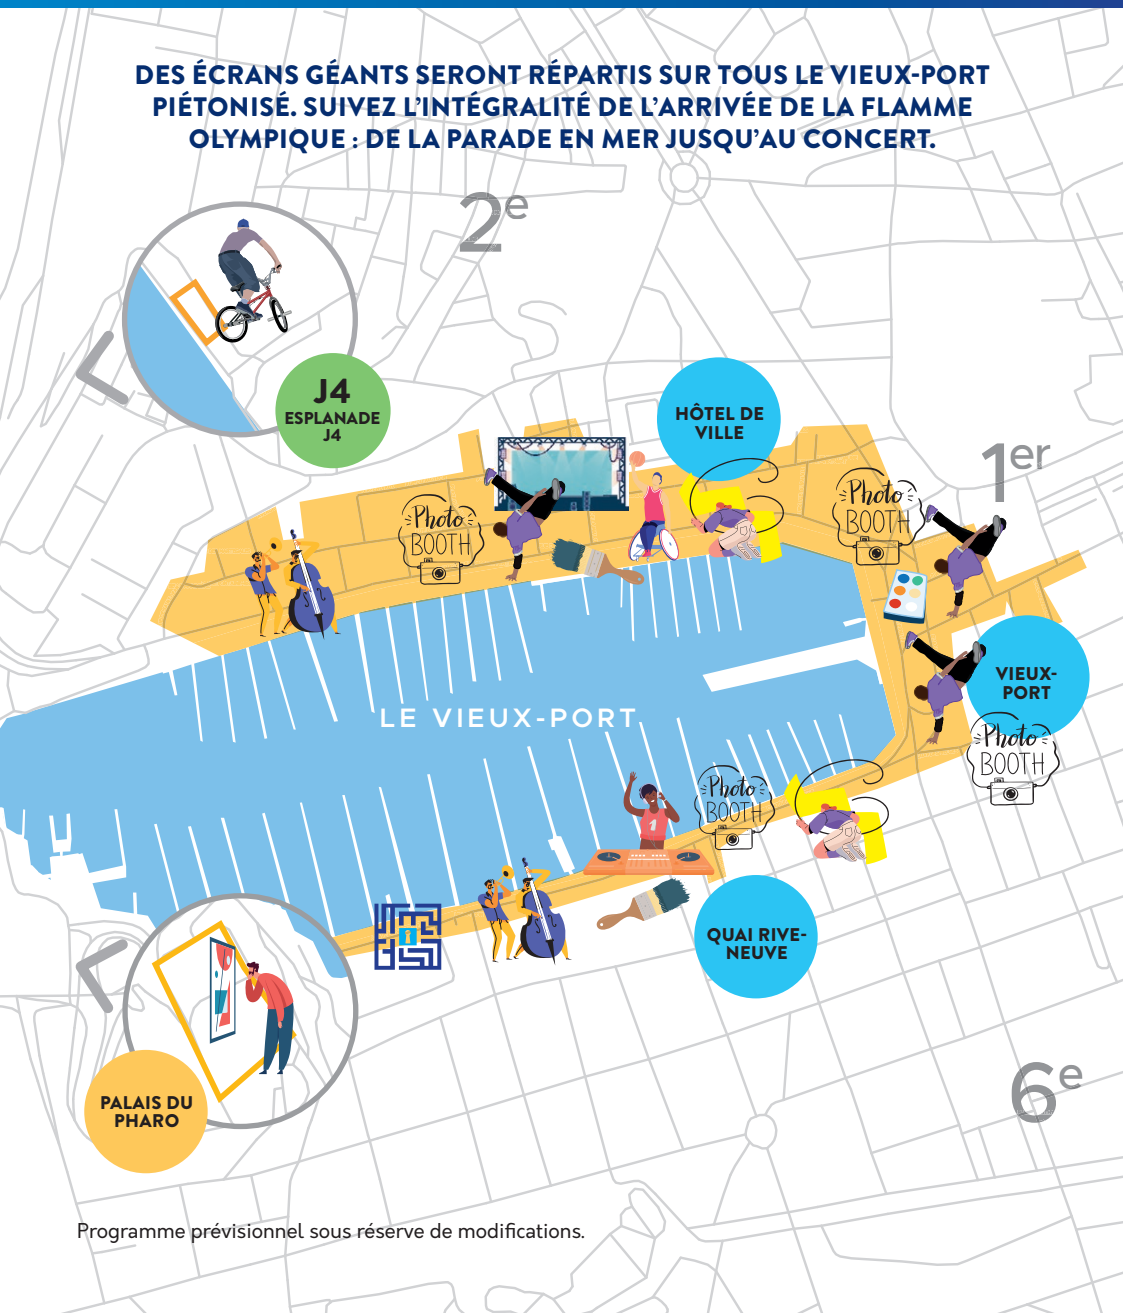 DES ÉCRANS GÉANTS SERONT RÉPARTIS SUR TOUS LE VIEUX-PORT
PIÉTONISÉ. SUIVEZ L'INTÉGRALITÉ DE L'ARRIVÉE DE LA FLAMME
OLYMPIQUE : DE LA PARADE EN MER JUSQU'AU CONCERT.
2e
J4
ESPLANADE
J4
HÔTEL DE
VILLE
1er
Photo
BOOTH
Photo
BOOTH
VIEUX-
PORT
LE VIEUX-PORT
Photo
BOOTH
Photo
BOOTH
1
i
QUAI RIVE-
NEUVE
PALAIS DU
PHARO
6e
Programme prévisionnel sous réserve de modifications.